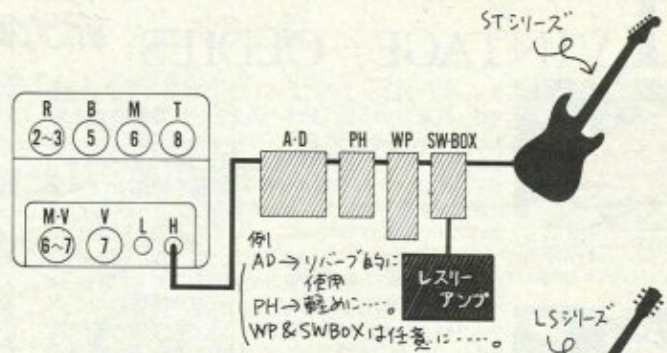 STシリーズ
R B M T
2~3 5 6 8
A·D PH WP SW·BOX
M·V V L H
6~7 7
例
AD→リバーブ的に
使用
PH→軽めに……。
WP&SWBOXは任意に……。
レスリー
アンプ
LSシリーズ